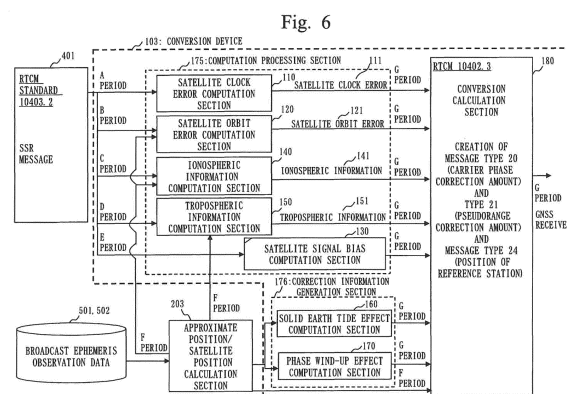 Fig. 6
103: CONVERSION DEVICE
401
RTCM
STANDARD
10403.2
SSR
MESSAGE
175:COMPUTATION PROCESSING SECTION
A
PERIOD
110
SATELLITE CLOCK
ERROR COMPUTATION
SECTION
111
SATELLITE CLOCK ERROR
G
PERIOD
B
PERIOD
120
SATELLITE ORBIT
ERROR COMPUTATION
SECTION
121
SATELLITE ORBIT ERROR
G
PERIOD
C
PERIOD
140
IONOSPHERIC
INFORMATION
COMPUTATION SECTION
141
IONOSPHERIC INFORMATION
G
PERIOD
D
PERIOD
150
TROPOSPHERIC
INFORMATION
COMPUTATION SECTION
151
TROPOSPHERIC INFORMATION
G
PERIOD
E
PERIOD
130
SATELLITE SIGNAL BIAS
COMPUTATION SECTION
G
PERIOD
180
RTCM 10402.3
CONVERSION
CALCULATION
SECTION
CREATION OF
MESSAGE TYPE 20
(CARRIER PHASE
CORRECTION AMOUNT)
AND
TYPE 21
(PSEUDORANGE
CORRECTION AMOUNT)
AND
MESSAGE TYPE 24
(POSITION OF
REFERENCE STATION)
G
PERIOD
GNSS
RECEIVE
176:CORRECTION INFORMATION
GENERATION SECTION
160
SOLID EARTH TIDE EFFECT
COMPUTATION SECTION
G
PERIOD
170
PHASE WIND-UP EFFECT
COMPUTATION SECTION
G
PERIOD
F
PERIOD
501, 502
BROADCAST EPHEMERIS
OBSERVATION DATA
F
PERIOD
203
F
PERIOD
APPROXIMATE
POSITION/
SATELLITE
POSITION
CALCULATION
SECTION